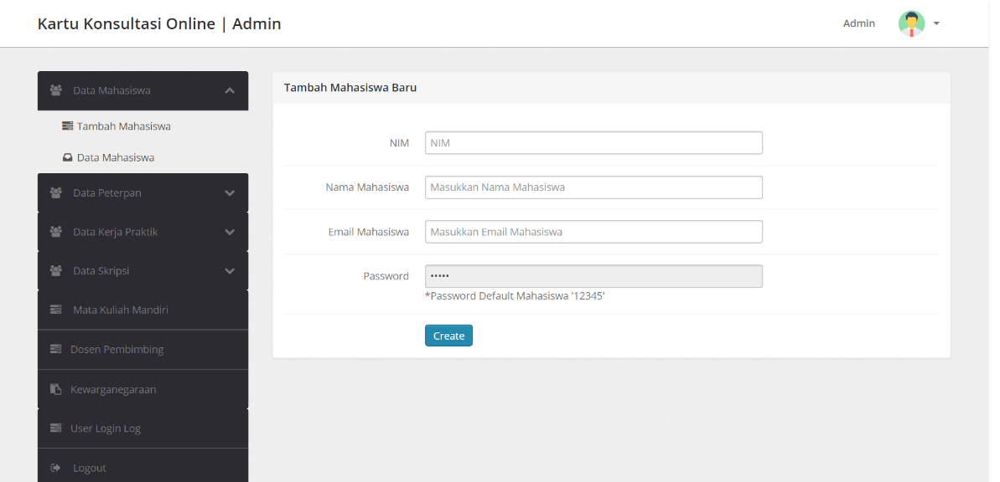 Kartu Konsultasi Online | Admin
Admin
Data Mahasiswa
Tambah Mahasiswa
Data Mahasiswa
Data Peterpan
Data Kerja Praktik
Data Skripsi
Mata Kuliah Mandiri
Dosen Pembimbing
Kewarganegaraan
User Login Log
Logout
Tambah Mahasiswa Baru
NIM NIM
Nama Mahasiswa Masukkan Nama Mahasiswa
Email Mahasiswa Masukkan Email Mahasiswa
Password •••••
*Password Default Mahasiswa '12345'
Create